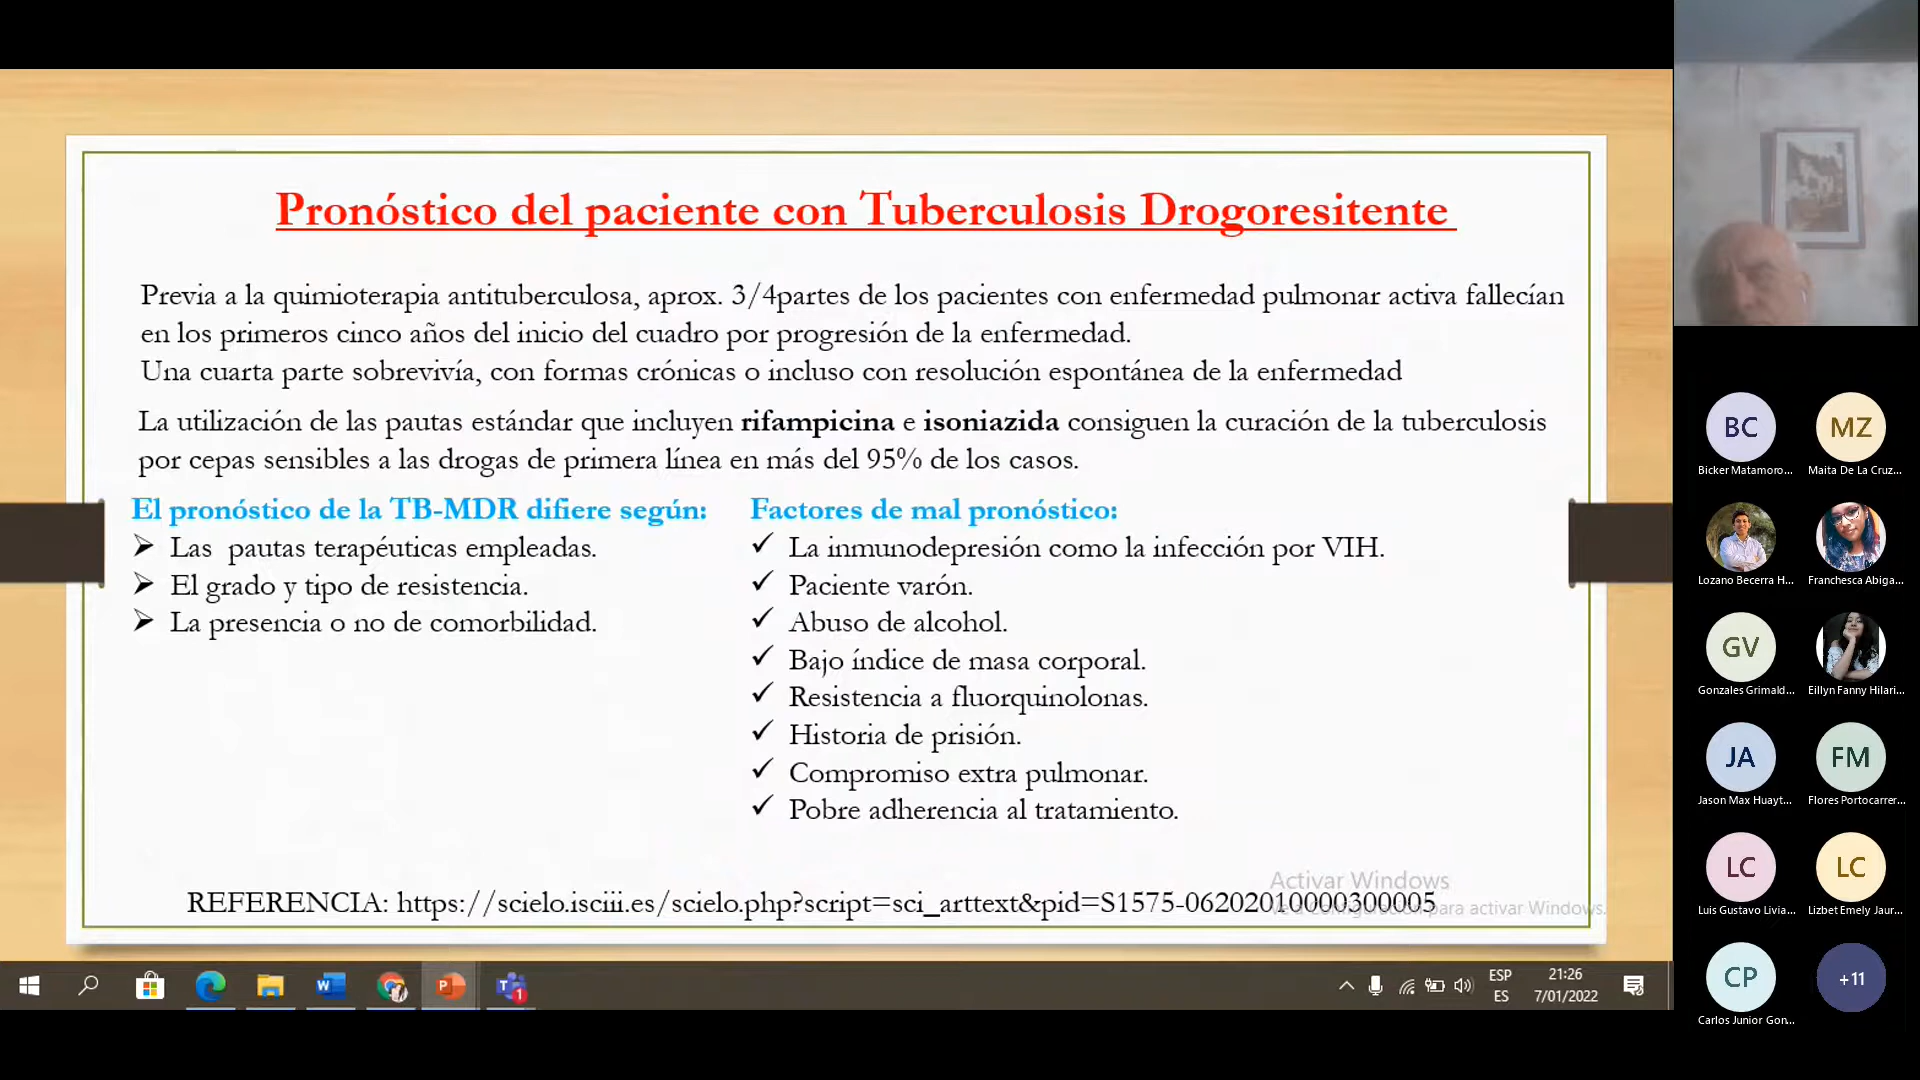 Pronóstico del paciente con Tuberculosis Drogoresitente
Previa a la quimioterapia antituberculosa, aprox. 3/4partes de los pacientes con enfermedad pulmonar activa fallecían
en los primeros cinco años del inicio del cuadro por progresión de la enfermedad.
Una cuarta parte sobrevivía, con formas crónicas o incluso con resolución espontánea de la enfermedad
La utilización de las pautas estándar que incluyen rifampicina e isoniazida consiguen la curación de la tuberculosis
por cepas sensibles a las drogas de primera línea en más del 95% de los casos.
El pronóstico de la TB-MDR difiere según:
Las pautas terapéuticas empleadas.
El grado y tipo de resistencia.
La presencia o no de comorbilidad.
Factores de mal pronóstico:
La inmunodepresión como la infección por VIH.
Paciente varón.
Abuso de alcohol.
Bajo índice de masa corporal.
Resistencia a fluorquinolonas.
Historia de prisión.
Compromiso extra pulmonar.
Pobre adherencia al tratamiento.
Activar Windows
REFERENCIA: https://scielo.isciii.es/scielo.php?script=sci_arttext&pid=S1575-06202010000300005
para activar Windows.
ESP
ES
21:26
7/01/2022
BC
Bicker Matamoro...
MZ
Maita De La Cruz...
Lozano Becerra H...
Franchesca Abiga...
GV
Gonzales Grimald...
Eillyn Fanny Hilari...
JA
Jason Max Huayt...
FM
Flores Portocarrer...
LC
Luis Gustavo Livia...
LC
Lizbet Emely Jaur...
CP
Carlos Junior Gon...
+11